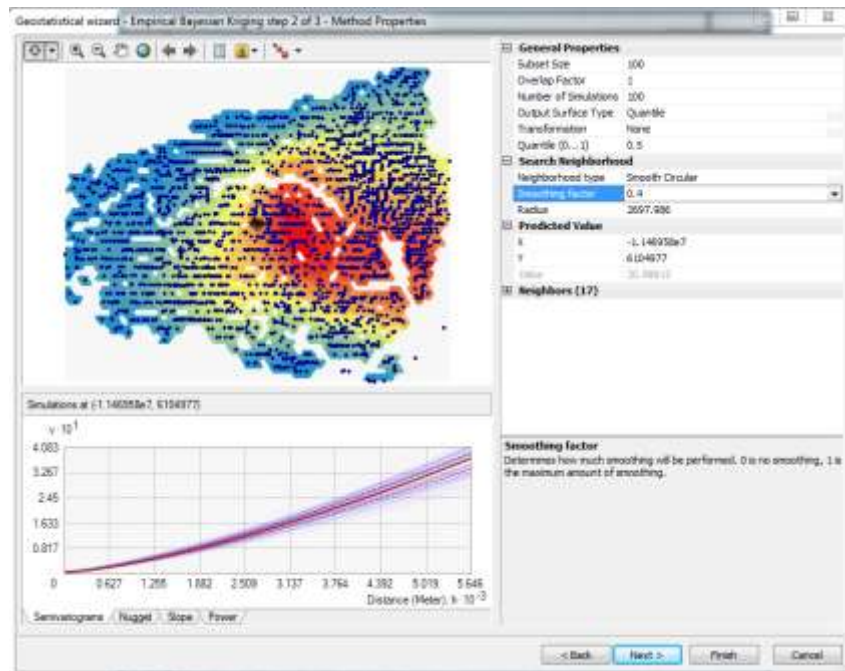 Geostatistical wizard - Empirical Bayesian Kriging step 2 of 3 - Method Properties
General Properties
Subset Size 100
Overlap Factor 1
Number of Simulations 100
Output Surface Type Quantile
Transformation None
Quantile (0... 1) 0.5
Search Neighborhood
Neighborhood type Smooth Circular
Smoothing factor 0.4
Radius 2697.986
Predicted Value
X -1.146958e7
Y 6104977
Value
Neighbors (17)
Simulations at (-1.146958e7, 6104977)
γ · 10¹
4.083
3.267
2.45
1.633
0.817
0 0.627 1.255 1.882 2.509 3.137 3.764 4.392 5.019 5.646
Distance (Meter), h · 10⁻³
Semivariograms Nugget Slope Power
Smoothing factor
Determines how much smoothing will be performed. 0 is no smoothing, 1 is
the maximum amount of smoothing.
< Back Next > Finish Cancel